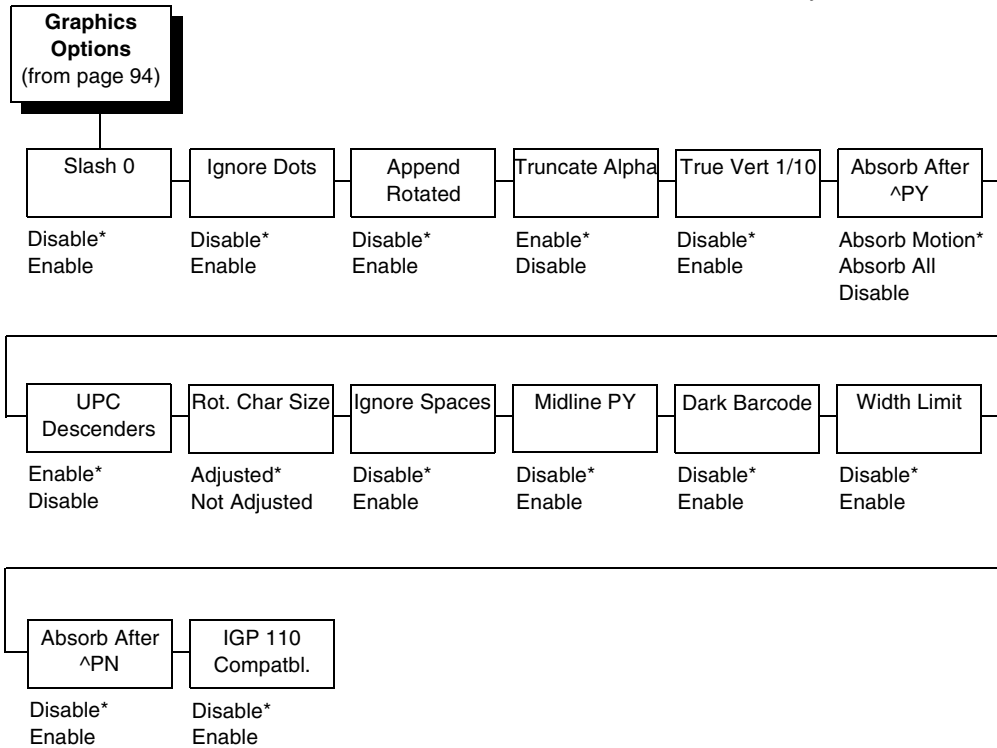 Graphics
Options
(from page 94)
Slash 0
Disable*
Enable
Ignore Dots
Disable*
Enable
Append
Rotated
Disable*
Enable
Truncate Alpha
Enable*
Disable
True Vert 1/10
Disable*
Enable
Absorb After
^PY
Absorb Motion*
Absorb All
Disable
UPC
Descenders
Enable*
Disable
Rot. Char Size
Adjusted*
Not Adjusted
Ignore Spaces
Disable*
Enable
Midline PY
Disable*
Enable
Dark Barcode
Disable*
Enable
Width Limit
Disable*
Enable
Absorb After
^PN
Disable*
Enable
IGP 110
Compatbl.
Disable*
Enable